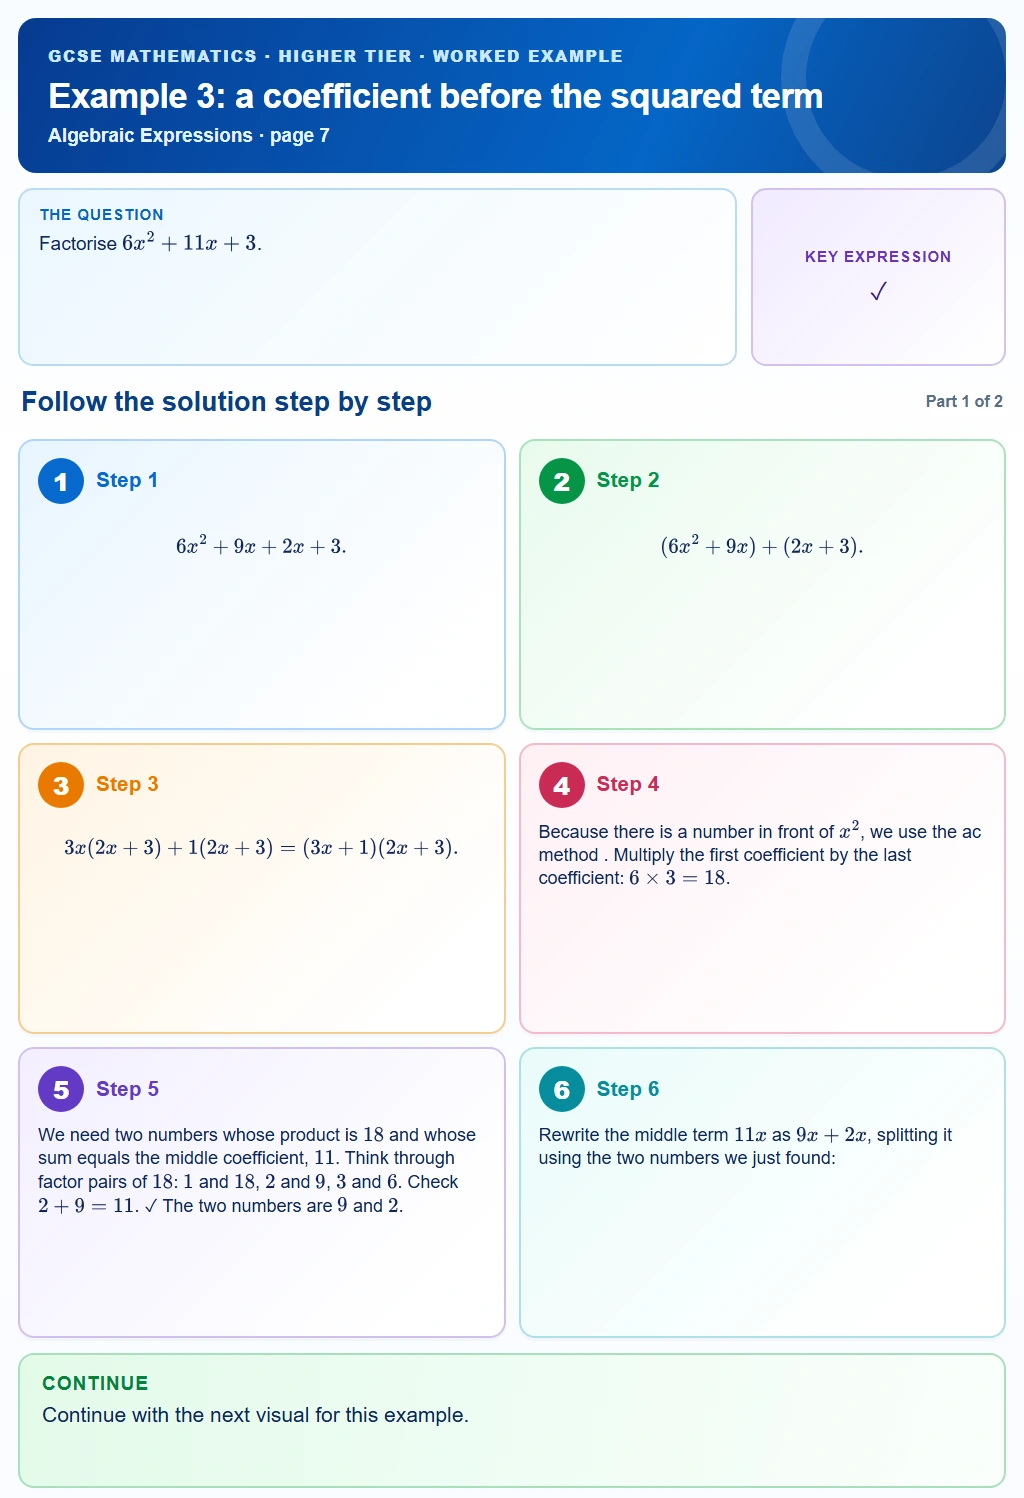 GCSE MATHEMATICS · HIGHER TIER · WORKED EXAMPLE
Example 3: a coefficient before the squared term
Algebraic Expressions · page 7
THE QUESTION
Factorise 6x² + 11x + 3.
KEY EXPRESSION
✓
Follow the solution step by step
Part 1 of 2
1 Step 1
6x² + 9x + 2x + 3.
2 Step 2
(6x² + 9x) + (2x + 3).
3 Step 3
3x(2x + 3) + 1(2x + 3) = (3x + 1)(2x + 3).
4 Step 4
Because there is a number in front of x², we use the ac
method . Multiply the first coefficient by the last
coefficient: 6 × 3 = 18.
5 Step 5
We need two numbers whose product is 18 and whose
sum equals the middle coefficient, 11. Think through
factor pairs of 18: 1 and 18, 2 and 9, 3 and 6. Check
2 + 9 = 11. ✓ The two numbers are 9 and 2.
6 Step 6
Rewrite the middle term 11x as 9x + 2x, splitting it
using the two numbers we just found:
CONTINUE
Continue with the next visual for this example.